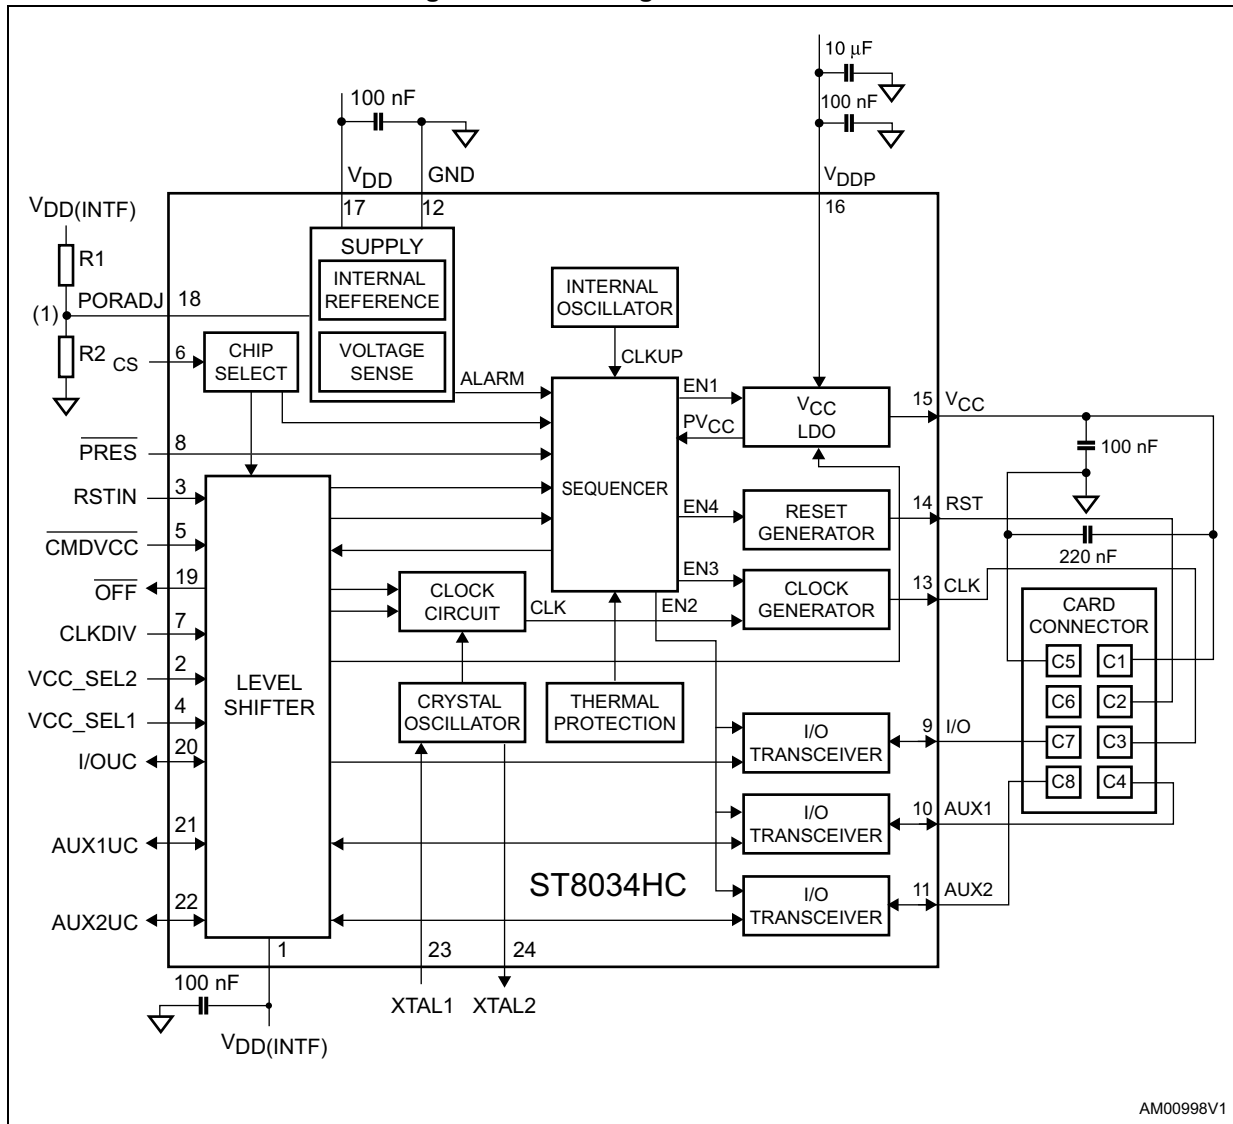 10 μF
100 nF
100 nF
VDD
GND
VDDP
17
12
16
VDD(INTF)
R1
PORADJ
18
(1)
R2
CS
6
CHIP
SELECT
SUPPLY
INTERNAL
REFERENCE
VOLTAGE
SENSE
ALARM
INTERNAL
OSCILLATOR
CLKUP
EN1
PVCC
VCC
LDO
15
VCC
100 nF
PRES
8
RSTIN
3
CMDVCC
5
OFF
19
CLKDIV
7
VCC_SEL2
2
VCC_SEL1
4
I/OUC
20
AUX1UC
21
AUX2UC
22
LEVEL
SHIFTER
SEQUENCER
EN4
RESET
GENERATOR
14
RST
220 nF
EN3
CLOCK
GENERATOR
13
CLK
EN2
CLOCK
CIRCUIT
CLK
CRYSTAL
OSCILLATOR
THERMAL
PROTECTION
CARD
CONNECTOR
C5
C1
C6
C2
C7
C3
C8
C4
I/O
TRANSCEIVER
9
I/O
I/O
TRANSCEIVER
10
AUX1
I/O
TRANSCEIVER
11
AUX2
ST8034HC
1
23
24
100 nF
XTAL1
XTAL2
VDD(INTF)
AM00998V1